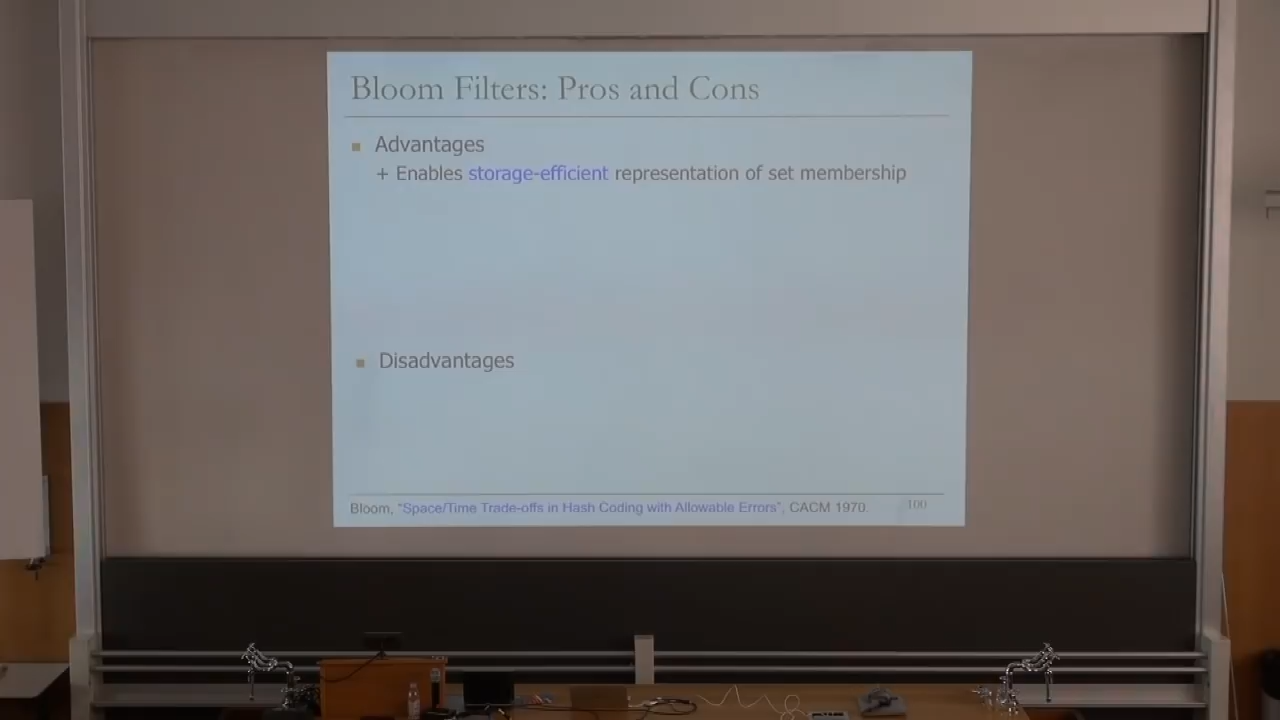 Bloom Filters: Pros and Cons
Advantages
+ Enables storage-efficient representation of set membership
Disadvantages
Bloom, "Space/Time Trade-offs in Hash Coding with Allowable Errors", CACM 1970.
100